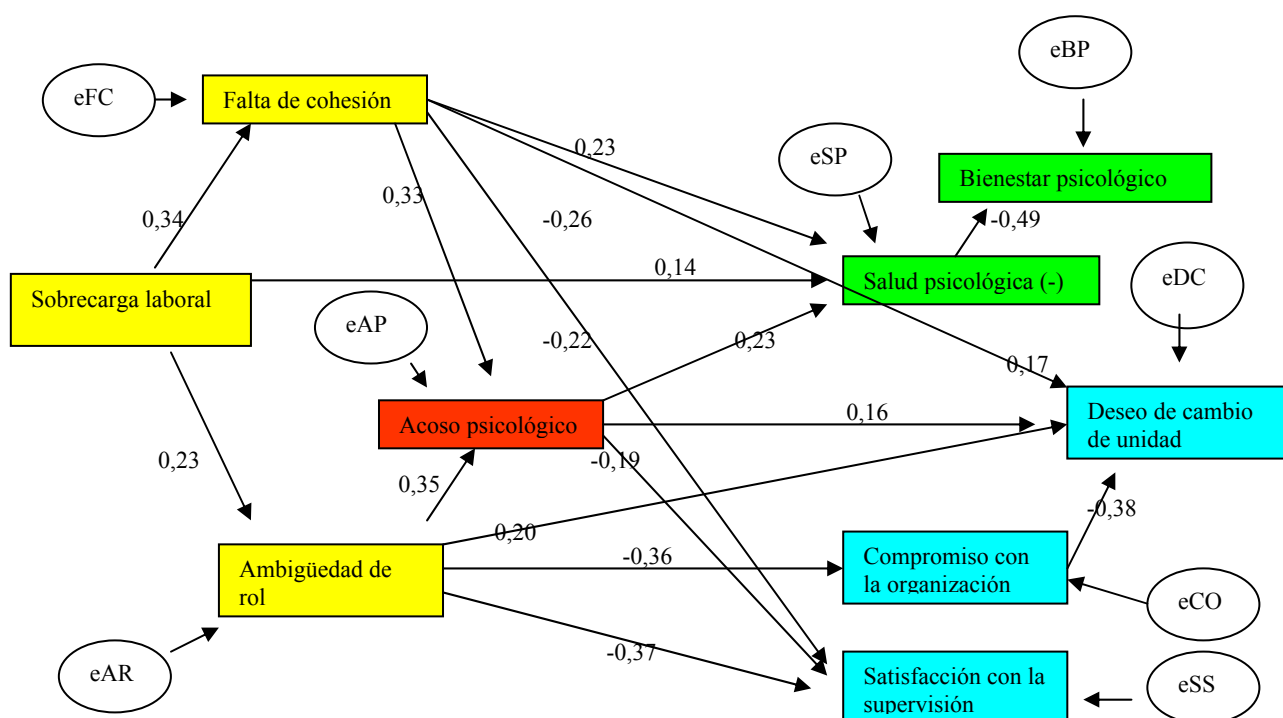 eBP
eFC
Falta de cohesión
eSP
0,23
Bienestar psicológico
0,33
0,34
-0,26
-0,49
0,14
Salud psicológica (-)
Sobrecarga laboral
eDC
eAP
-0,22
0,23
0,17
Acoso psicológico
0,16
Deseo de cambio
de unidad
0,23
-0,19
0,35
-0,38
0,20
-0,36
Ambigüedad de
rol
Compromiso con
la organización
eCO
-0,37
eAR
Satisfacción con la
supervisión
eSS